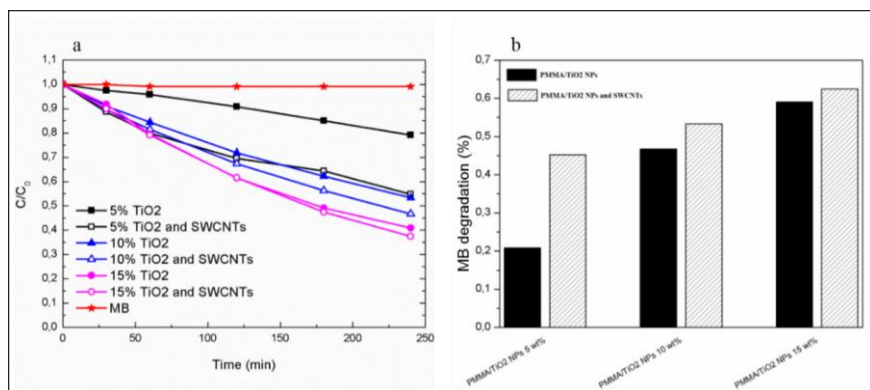 a
1,1
1,0
0,9
0,8
0,7
0,6
0,5
0,4
0,3
0,2
0,1
0,0
C/C0
5% TiO2
5% TiO2 and SWCNTs
10% TiO2
10% TiO2 and SWCNTs
15% TiO2
15% TiO2 and SWCNTs
MB
0 50 100 150 200 250
Time (min)
b
0,7
0,6
0,5
0,4
0,3
0,2
0,1
0,0
MB degradation (%)
PMMA/TiO2 NPs
PMMA/TiO2 NPs and SWCNTs
PMMA/TiO2 NPs 5 wt%
PMMA/TiO2 NPs 10 wt%
PMMA/TiO2 NPs 15 wt%